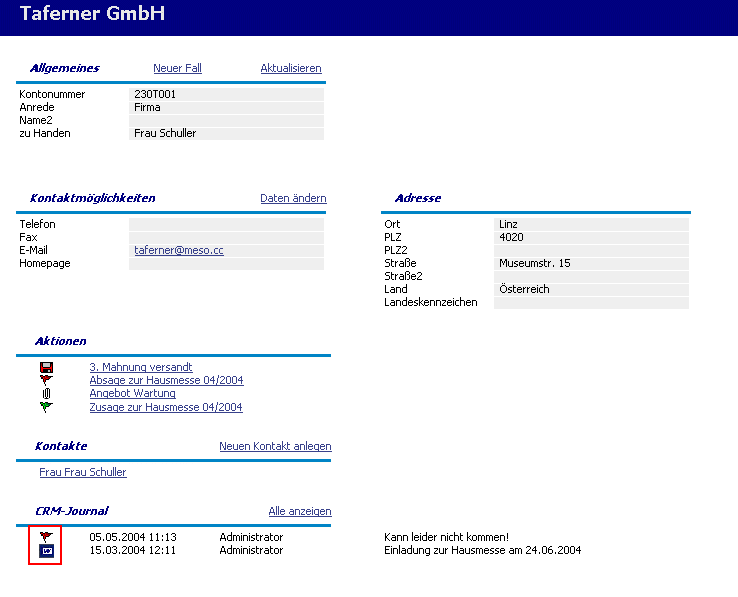 Taferner GmbH
Allgemeines Neuer Fall Aktualisieren
Kontonummer 230T001
Anrede Firma
Name2
zu Handen Frau Schuller
Kontaktmöglichkeiten Daten ändern
Telefon
Fax
E-Mail taferner@meso.cc
Homepage
Adresse
Ort Linz
PLZ 4020
PLZ2
Straße Museumstr. 15
Straße2
Land Österreich
Landeskennzeichen
Aktionen
3. Mahnung versandt
Absage zur Hausmesse 04/2004
Angebot Wartung
Zusage zur Hausmesse 04/2004
Kontakte Neuen Kontakt anlegen
Frau Frau Schuller
CRM-Journal Alle anzeigen
05.05.2004 11:13 Administrator Kann leider nicht kommen!
15.03.2004 12:11 Administrator Einladung zur Hausmesse am 24.06.2004